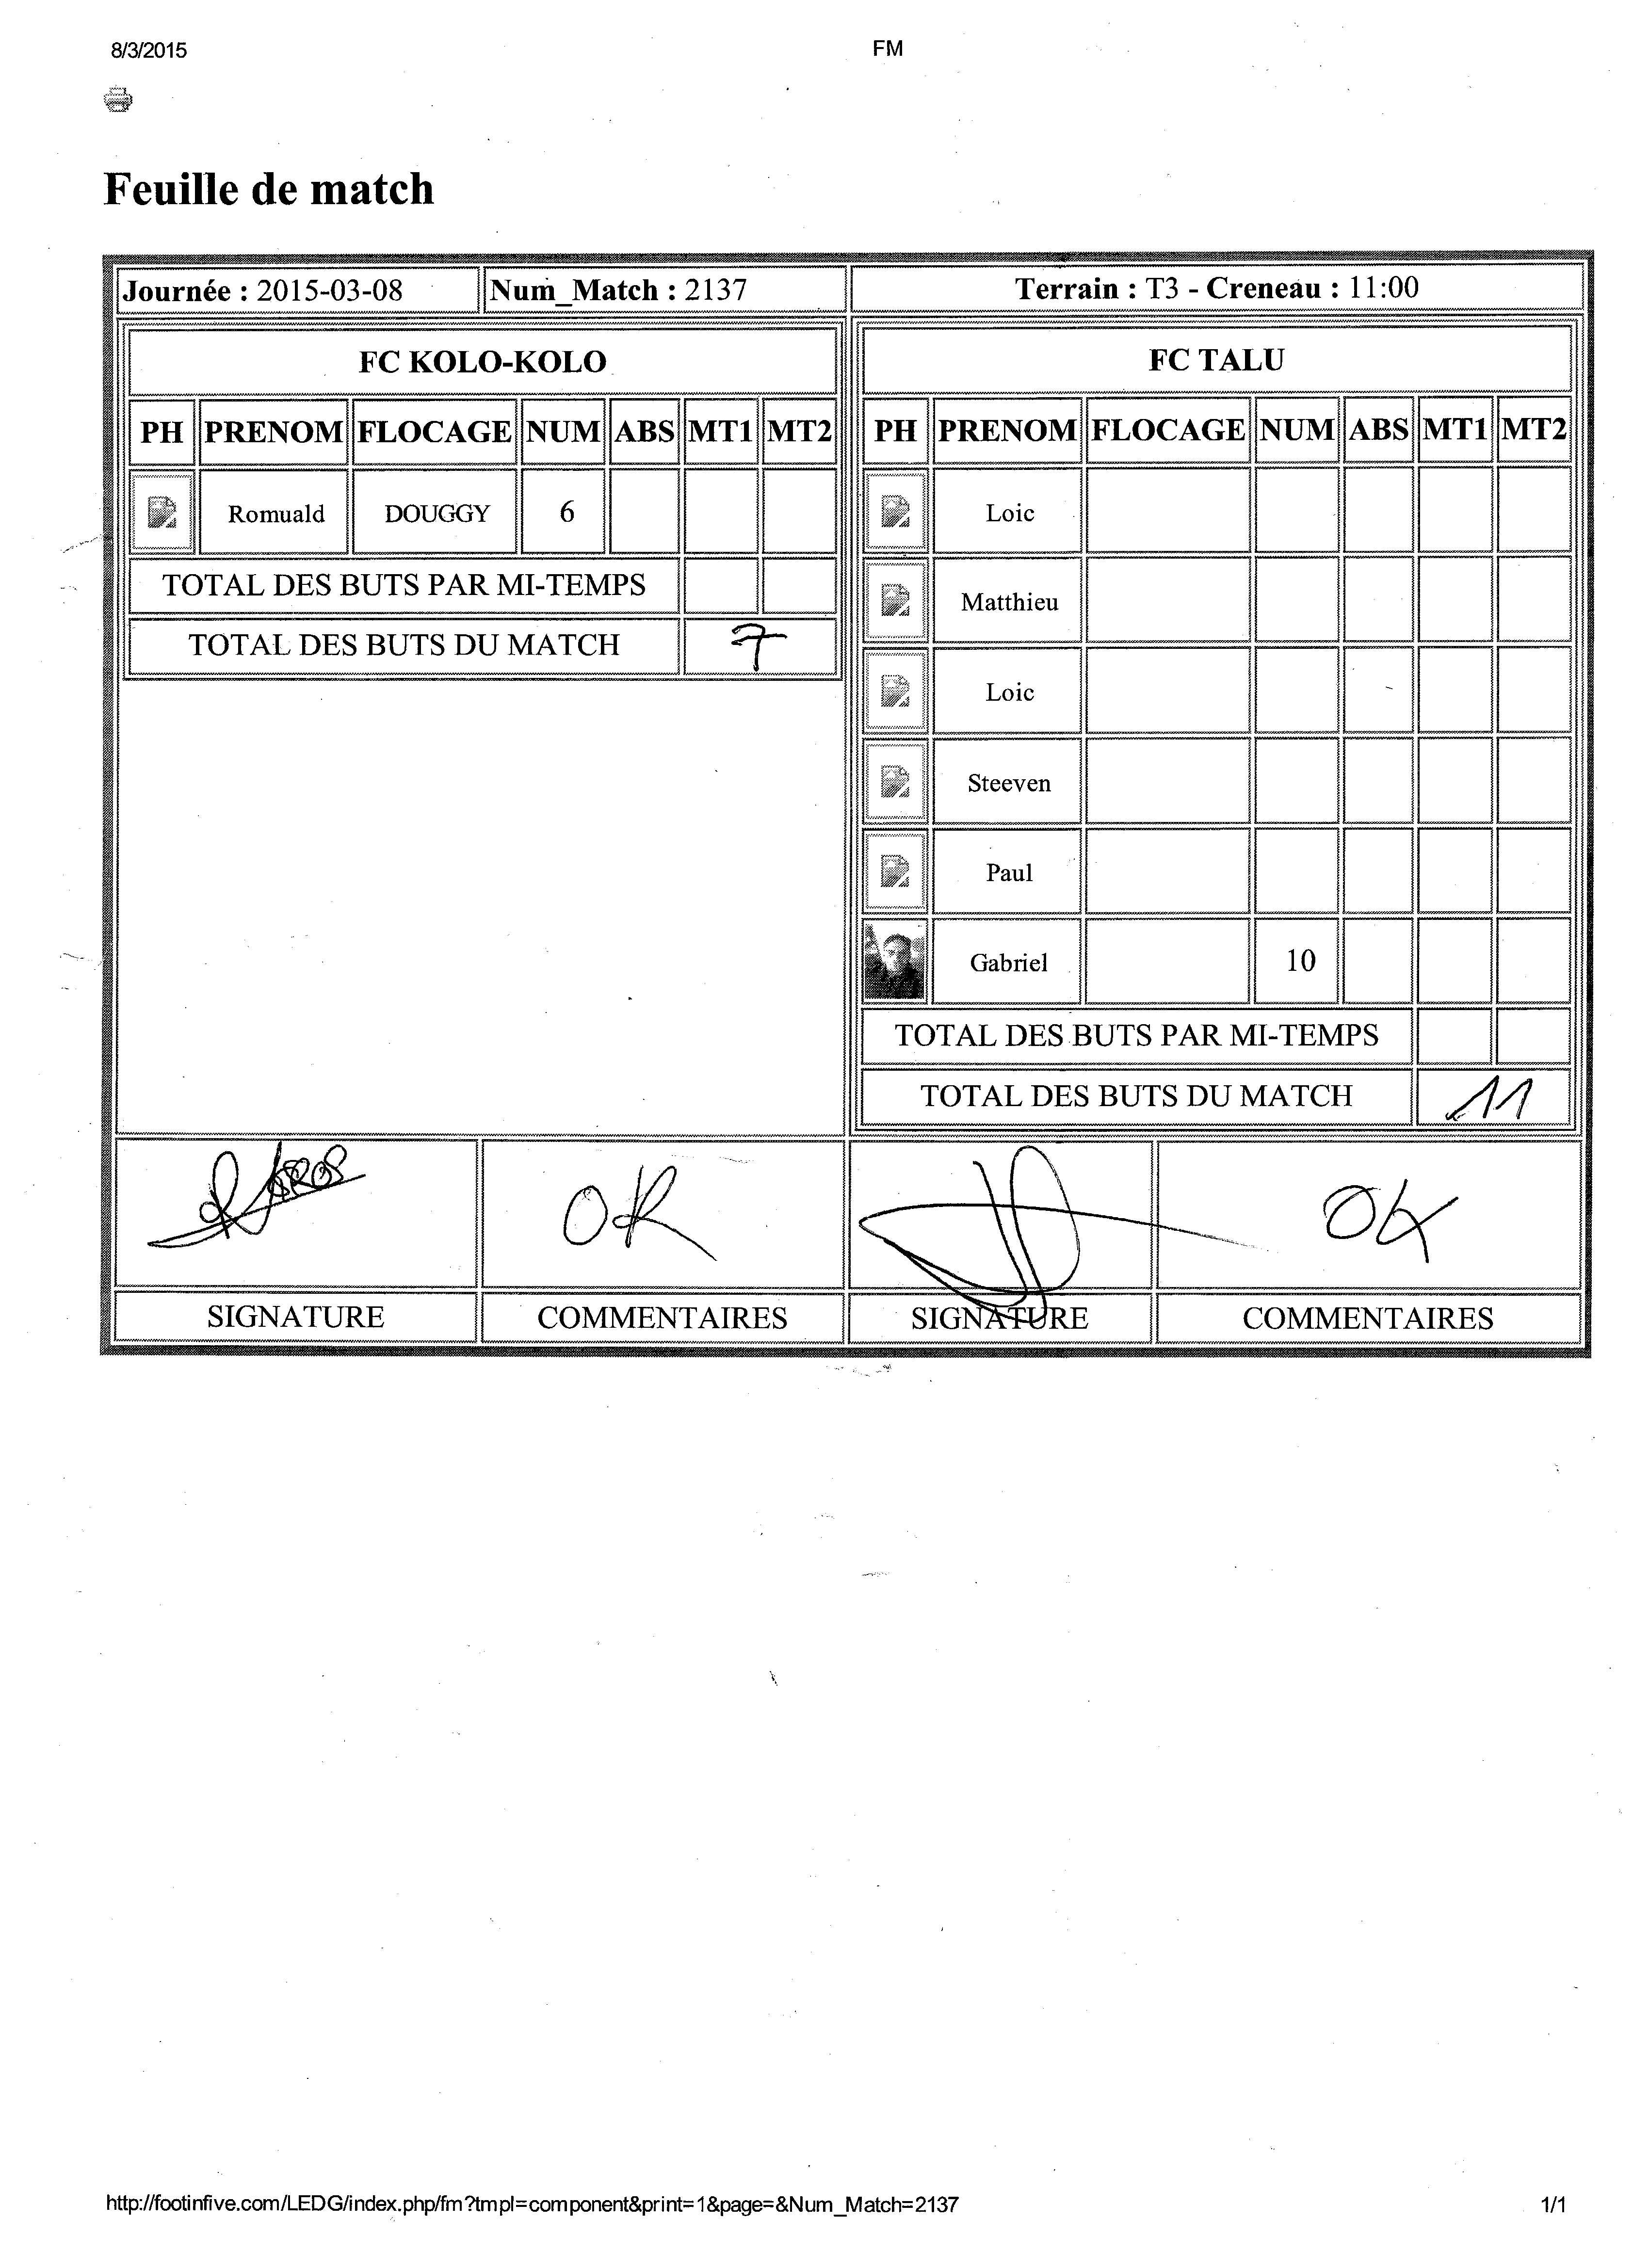 8/3/2015 FM
Feuille de match
Journée : 2015-03-08 Num_Match : 2137 Terrain : T3 - Creneau : 11:00
FC KOLO-KOLO
PH PRENOM FLOCAGE NUM ABS MT1 MT2
Romuald DOUGGY 6
TOTAL DES BUTS PAR MI-TEMPS
TOTAL DES BUTS DU MATCH 7
FC TALU
PH PRENOM FLOCAGE NUM ABS MT1 MT2
Loic
Matthieu
Loic
Steeven
Paul
Gabriel 10
TOTAL DES BUTS PAR MI-TEMPS
TOTAL DES BUTS DU MATCH 11
OK OK
SIGNATURE COMMENTAIRES SIGNATURE COMMENTAIRES
http://footinfive.com/LEDG/index.php/fm?tmpl=component&print=1&page=&Num_Match=2137 1/1